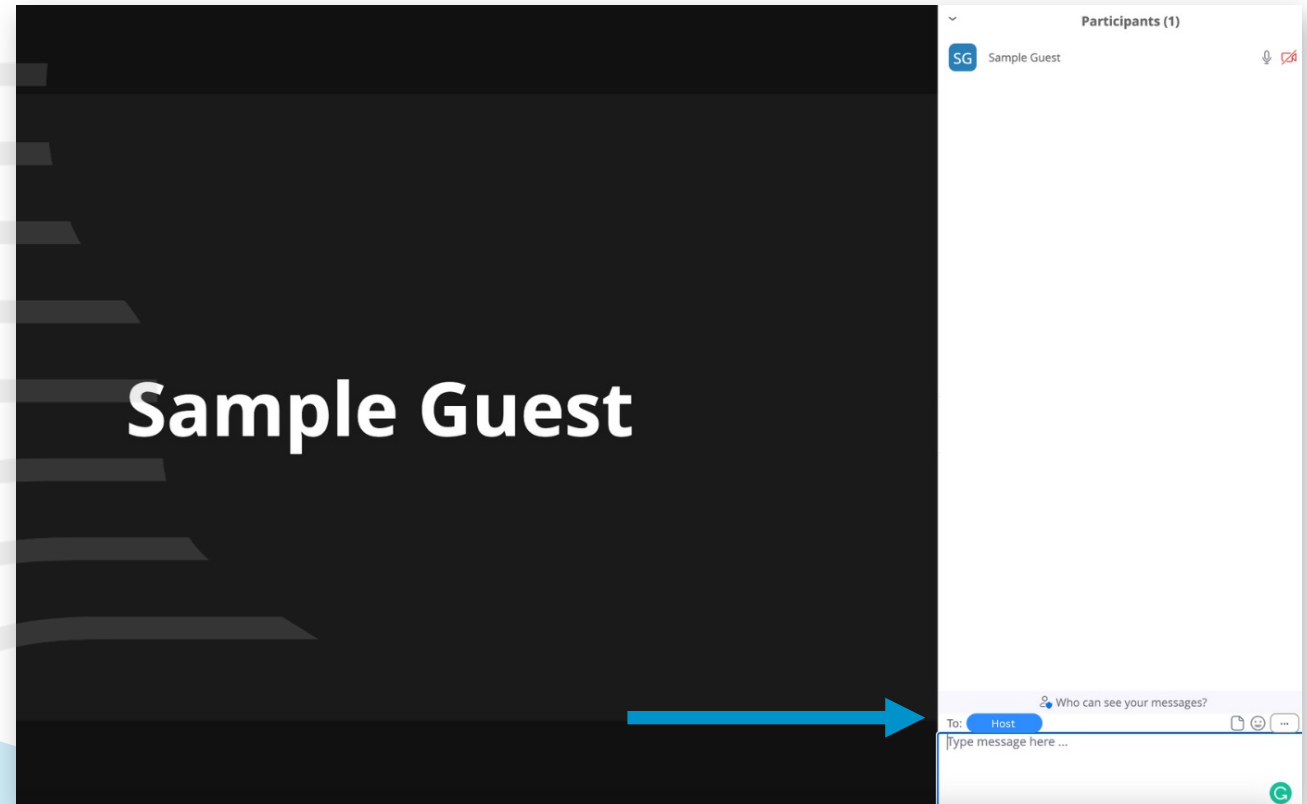 Participants (1)
SG Sample Guest
Sample Guest
Who can see your messages?
To: Host
Type message here ...
G